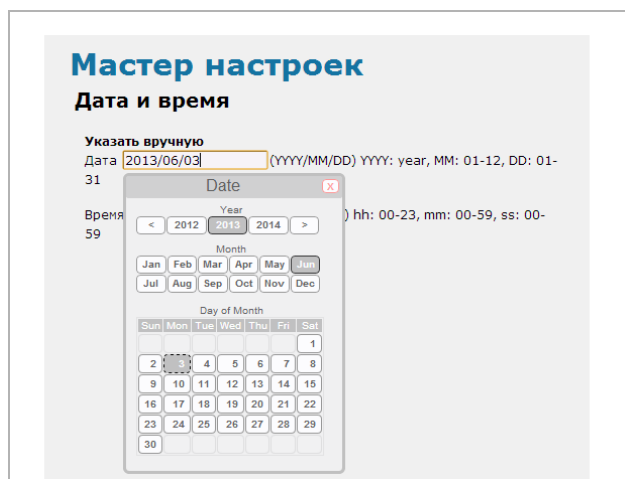 Мастер настроек
Дата и время
Указать вручную
Дата 2013/06/03 (YYYY/MM/DD) YYYY: year, MM: 01-12, DD: 01-
31
Date x
Время ) hh: 00-23, mm: 00-59, ss: 00-
59
Year
< 2012 2013 2014 >
Month
Jan Feb Mar Apr May Jun
Jul Aug Sep Oct Nov Dec
Day of Month
Sun Mon Tue Wed Thu Fri Sat
1
2 3 4 5 6 7 8
9 10 11 12 13 14 15
16 17 18 19 20 21 22
23 24 25 26 27 28 29
30